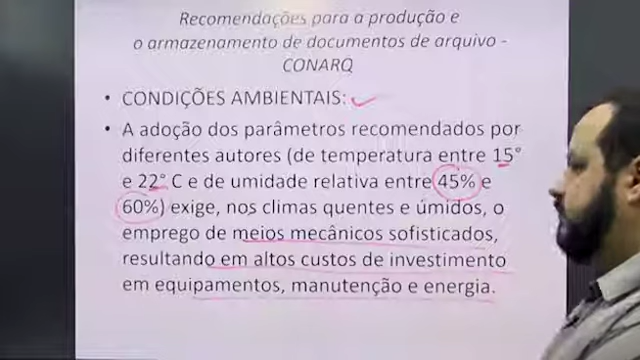 Recomendações para a produção e
o armazenamento de documentos de arquivo -
CONARQ
• CONDIÇÕES AMBIENTAIS:
• A adoção dos parâmetros recomendados por
diferentes autores (de temperatura entre 15°
e 22° C e de umidade relativa entre 45% e
60%) exige, nos climas quentes e úmidos, o
emprego de meios mecânicos sofisticados,
resultando em altos custos de investimento
em equipamentos, manutenção e energia.